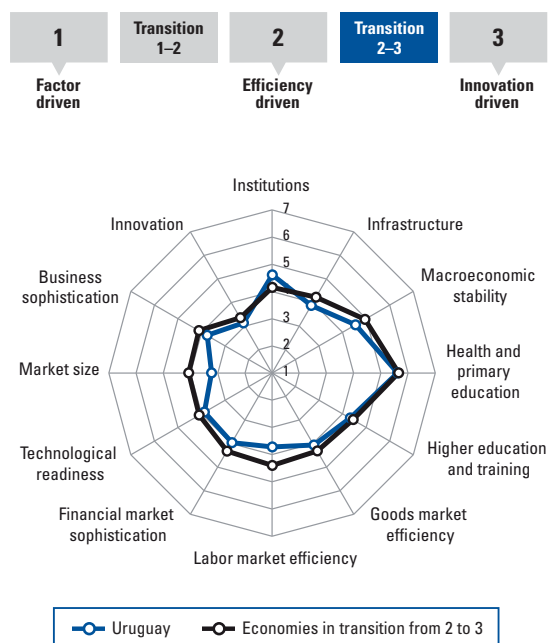 1
Transition
1–2
2
Transition
2–3
3
Factor
driven
Efficiency
driven
Innovation
driven
Institutions
7
Innovation
Infrastructure
6
Business
sophistication
5
Macroeconomic
stability
3
2
Market size
1
Health and
primary
education
Technological
readiness
Higher education
and training
Financial market
sophistication
Goods market
efficiency
Labor market efficiency
Uruguay
Economies in transition from 2 to 3